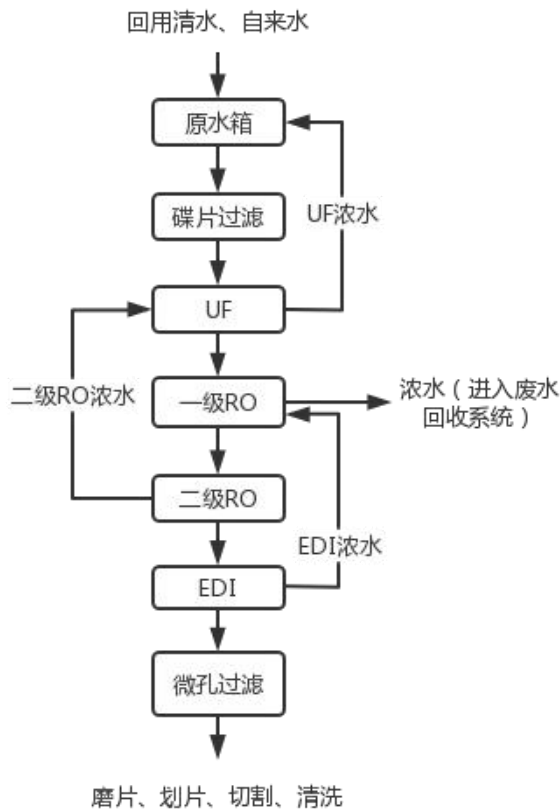 回用清水、自来水
原水箱
碟片过滤
UF浓水
UF
二级RO浓水
一级RO
浓水（进入废水
回收系统）
二级RO
EDI浓水
EDI
微孔过滤
磨片、划片、切割、清洗